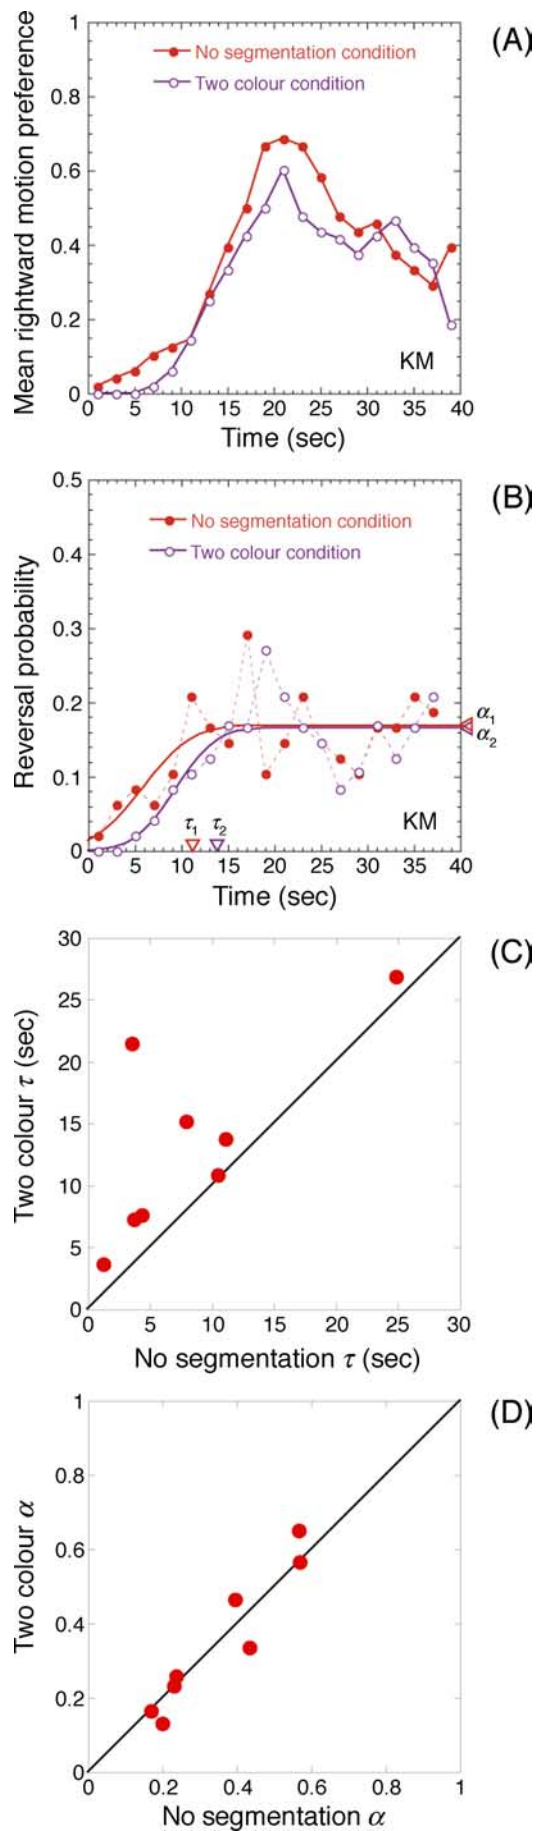 (A)
Mean rightward motion preference
1
0.8
0.6
0.4
0.2
0
No segmentation condition
Two colour condition
KM
0 5 10 15 20 25 30 35 40
Time (sec)
(B)
Reversal probability
0.5
0.4
0.3
0.2
0.1
0
No segmentation condition
Two colour condition
α1
α2
τ1 τ2
KM
0 5 10 15 20 25 30 35 40
Time (sec)
(C)
Two colour τ (sec)
30
25
20
15
10
5
0
0 5 10 15 20 25 30
No segmentation τ (sec)
(D)
Two colour α
1
0.8
0.6
0.4
0.2
0
0 0.2 0.4 0.6 0.8 1
No segmentation α